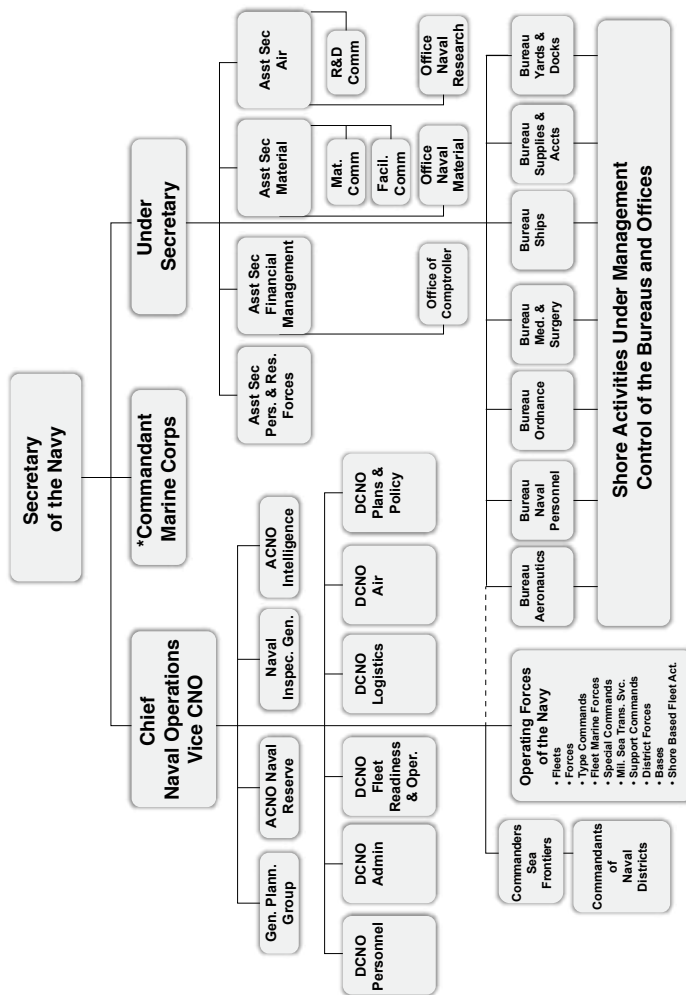 Secretary
of the Navy
Chief
Naval Operations
Vice CNO
*Commandant
Marine Corps
Under
Secretary
Gen. Plann.
Group
ACNO Naval
Reserve
Naval
Inspec. Gen.
ACNO
Intelligence
Asst Sec
Pers. & Res.
Forces
Asst Sec
Financial
Management
Asst Sec
Material
Asst Sec
Air
Mat.
Comm
Facil.
Comm
R&D
Comm
DCNO
Personnel
DCNO
Admin
DCNO
Fleet
Readiness
& Oper.
DCNO
Logistics
DCNO
Air
DCNO
Plans &
Policy
Office of
Comptroller
Office
Naval
Material
Office
Naval
Research
Commanders
Sea
Frontiers
Commandants
of
Naval
Districts
Operating Forces
of the Navy
• Fleets
• Forces
• Type Commands
• Fleet Marine Forces
• Special Commands
• Mil. Sea Trans. Svc.
• Support Commands
• District Forces
• Bases
• Shore Based Fleet Act.
Bureau
Aeronautics
Bureau
Naval
Personnel
Bureau
Ordnance
Bureau
Med. &
Surgery
Bureau
Ships
Bureau
Supplies &
Accts
Bureau
Yards &
Docks
Shore Activities Under Management
Control of the Bureaus and Offices